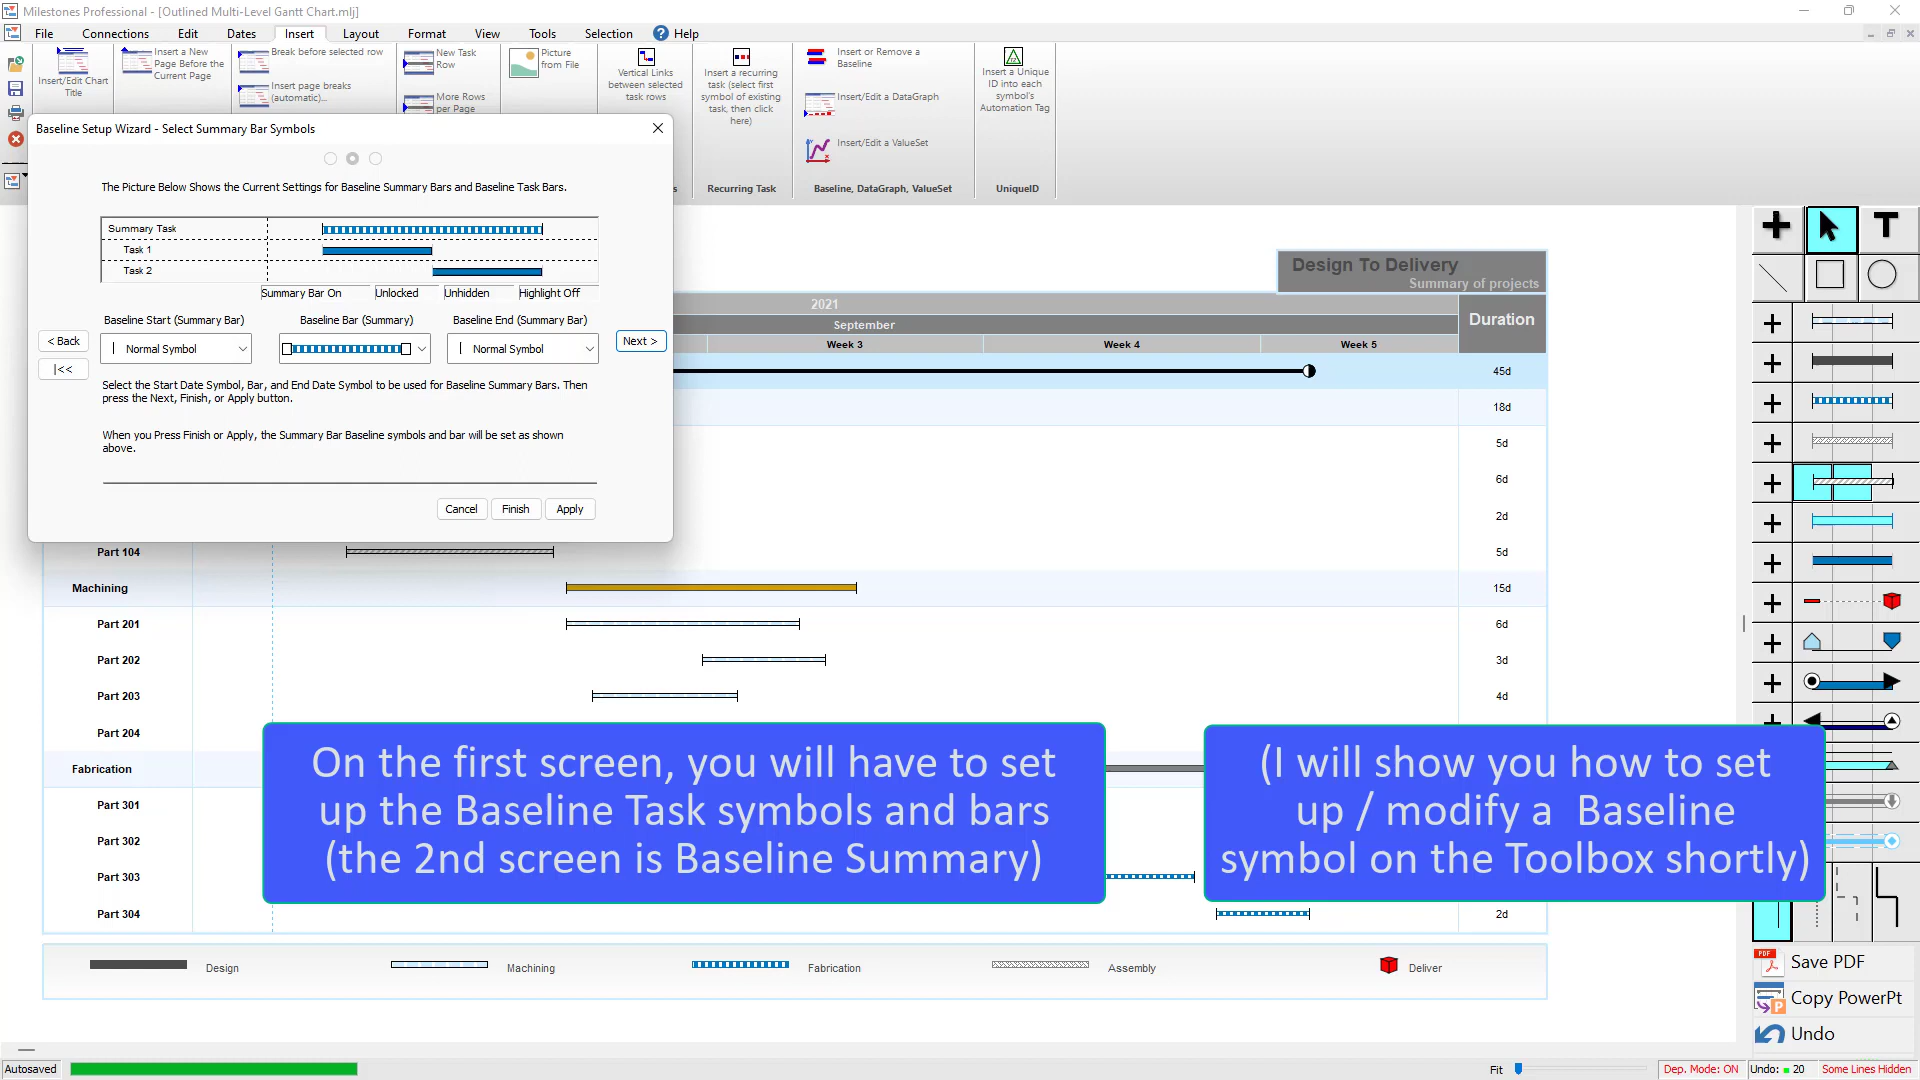 Milestones Professional - [Outlined Multi-Level Gantt Chart.mlj]
File
Connections
Edit
Dates
Insert
Layout
Format
View
Tools
Selection
Help
Insert/Edit Chart
Title
Insert a New
Page Before the
Current Page
Break before selected row
Insert page breaks
(automatic)...
New Task
Row
More Rows
per Page
Picture
from File
Vertical Links
between selected
task rows
Insert a recurring
task (select first
symbol of existing
task, then click
here)
Insert or Remove a
Baseline
Insert/Edit a DataGraph
Insert/Edit a ValueSet
Insert a Unique
ID into each
symbol's
Automation Tag
s
Recurring Task
Baseline, DataGraph, ValueSet
UniqueID
Baseline Setup Wizard - Select Summary Bar Symbols
The Picture Below Shows the Current Settings for Baseline Summary Bars and Baseline Task Bars.
Summary Task
Task 1
Task 2
Summary Bar On
Unlocked
Unhidden
Highlight Off
Baseline Start (Summary Bar)
Baseline Bar (Summary)
Baseline End (Summary Bar)
< Back
Normal Symbol
Normal Symbol
Next >
|<<
Select the Start Date Symbol, Bar, and End Date Symbol to be used for Baseline Summary Bars. Then
press the Next, Finish, or Apply button.
When you Press Finish or Apply, the Summary Bar Baseline symbols and bar will be set as shown
above.
Cancel
Finish
Apply
Design To Delivery
Summary of projects
2021
September
Duration
Week 3
Week 4
Week 5
45d
18d
5d
6d
2d
Part 104
5d
Machining
15d
Part 201
6d
Part 202
3d
Part 203
4d
Part 204
Fabrication
Part 301
Part 302
Part 303
Part 304
2d
On the first screen, you will have to set
up the Baseline Task symbols and bars
(the 2nd screen is Baseline Summary)
(I will show you how to set
up / modify a Baseline
symbol on the Toolbox shortly)
Design
Machining
Fabrication
Assembly
Deliver
T
PDF
Save PDF
P
Copy PowerPt
Undo
Autosaved
Fit
Dep. Mode: ON
Undo: 20
Some Lines Hidden